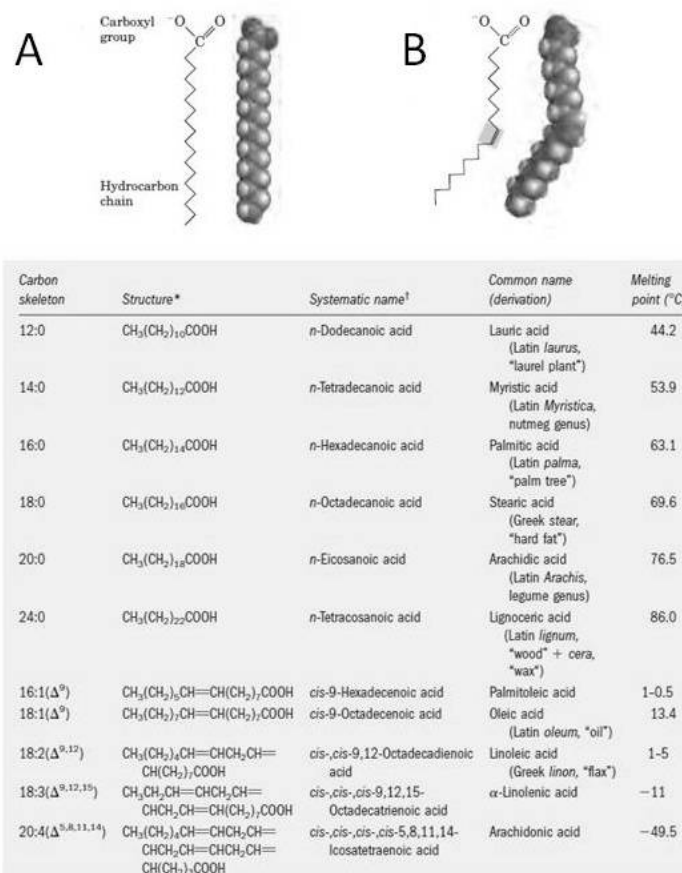 A
Carboxyl
group
⁻O
O
C
Hydrocarbon
chain
B
⁻O
O
C
Carbon skeleton Structure* Systematic name† Common name (derivation) Melting point (°C
12:0 CH₃(CH₂)₁₀COOH n-Dodecanoic acid Lauric acid 44.2
(Latin laurus,
"laurel plant")
14:0 CH₃(CH₂)₁₂COOH n-Tetradecanoic acid Myristic acid 53.9
(Latin Myristica,
nutmeg genus)
16:0 CH₃(CH₂)₁₄COOH n-Hexadecanoic acid Palmitic acid 63.1
(Latin palma,
"palm tree")
18:0 CH₃(CH₂)₁₆COOH n-Octadecanoic acid Stearic acid 69.6
(Greek stear,
"hard fat")
20:0 CH₃(CH₂)₁₈COOH n-Eicosanoic acid Arachidic acid 76.5
(Latin Arachis,
legume genus)
24:0 CH₃(CH₂)₂₂COOH n-Tetracosanoic acid Lignoceric acid 86.0
(Latin lignum,
"wood" + cera,
"wax")
16:1(Δ⁹) CH₃(CH₂)₅CH=CH(CH₂)₇COOH cis-9-Hexadecenoic acid Palmitoleic acid 1–0.5
18:1(Δ⁹) CH₃(CH₂)₇CH=CH(CH₂)₇COOH cis-9-Octadecenoic acid Oleic acid 13.4
(Latin oleum, "oil")
18:2(Δ⁹,¹²) CH₃(CH₂)₄CH=CHCH₂CH= cis-,cis-9,12-Octadecadienoic Linoleic acid 1–5
CH(CH₂)₇COOH acid (Greek linon, "flax")
18:3(Δ⁹,¹²,¹⁵) CH₃CH₂CH=CHCH₂CH= cis-,cis-,cis-9,12,15- α-Linolenic acid −11
CHCH₂CH=CH(CH₂)₇COOH Octadecatrienoic acid
20:4(Δ⁵,⁸,¹¹,¹⁴) CH₃(CH₂)₄CH=CHCH₂CH= cis-,cis-,cis-,cis-5,8,11,14- Arachidonic acid −49.5
CHCH₂CH=CHCH₂CH= Icosatetraenoic acid
CH(CH₂)₃COOH